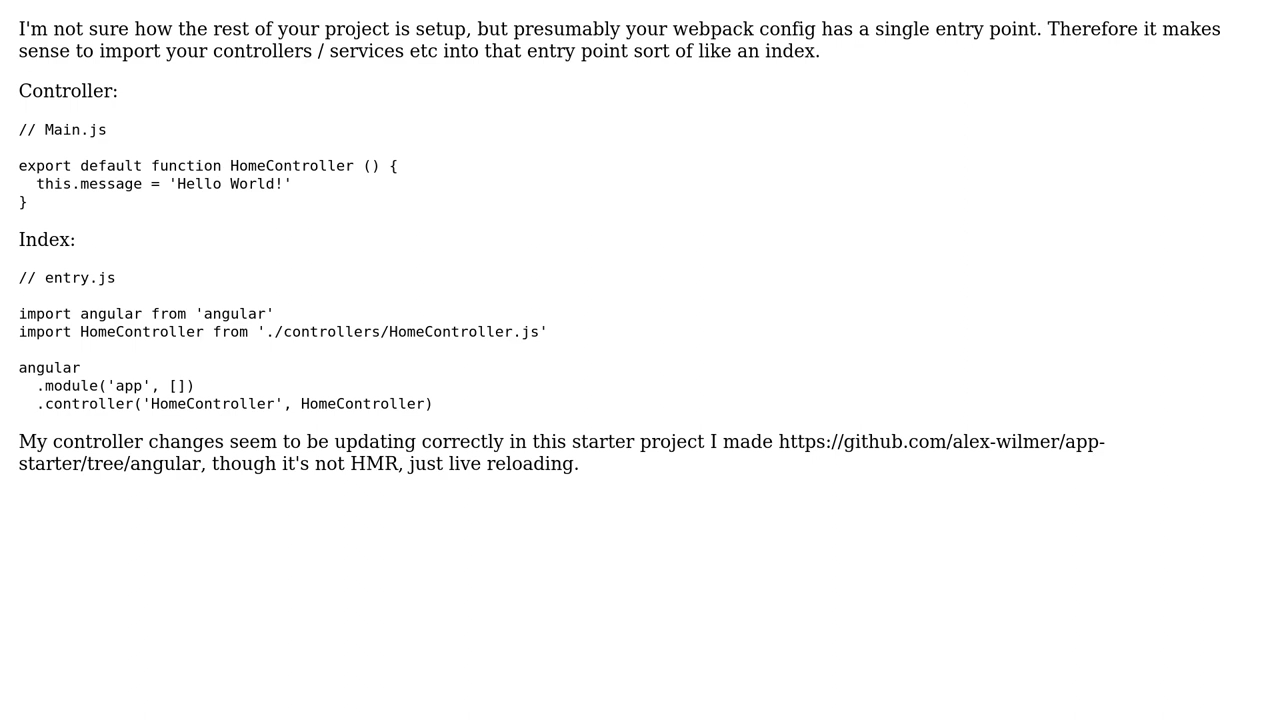 I'm not sure how the rest of your project is setup, but presumably your webpack config has a single entry point. Therefore it makes
sense to import your controllers / services etc into that entry point sort of like an index.
Controller:
// Main.js
export default function HomeController () {
  this.message = 'Hello World!'
}
Index:
// entry.js
import angular from 'angular'
import HomeController from './controllers/HomeController.js'
angular
  .module('app', [])
  .controller('HomeController', HomeController)
My controller changes seem to be updating correctly in this starter project I made https://github.com/alex-wilmer/app-
starter/tree/angular, though it's not HMR, just live reloading.